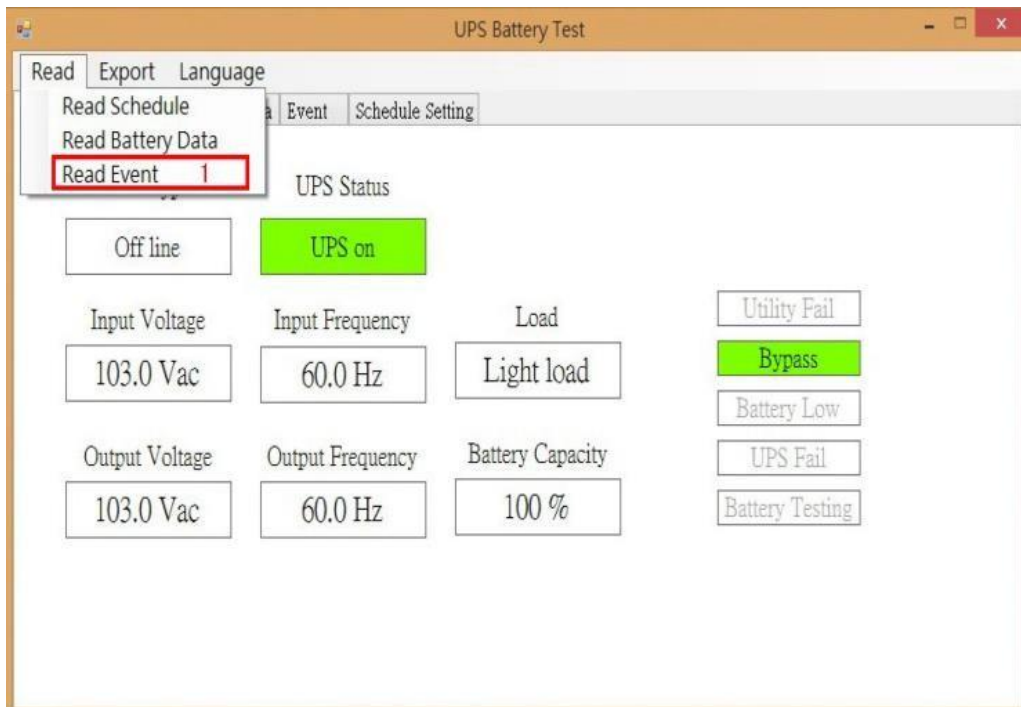 UPS Battery Test
Read Export Language
Read Schedule
Event Schedule Setting
Read Battery Data
Read Event 1
UPS Status
Off line UPS on
Input Voltage Input Frequency Load
103.0 Vac 60.0 Hz Light load
Output Voltage Output Frequency Battery Capacity
103.0 Vac 60.0 Hz 100 %
Utility Fail
Bypass
Battery Low
UPS Fail
Battery Testing